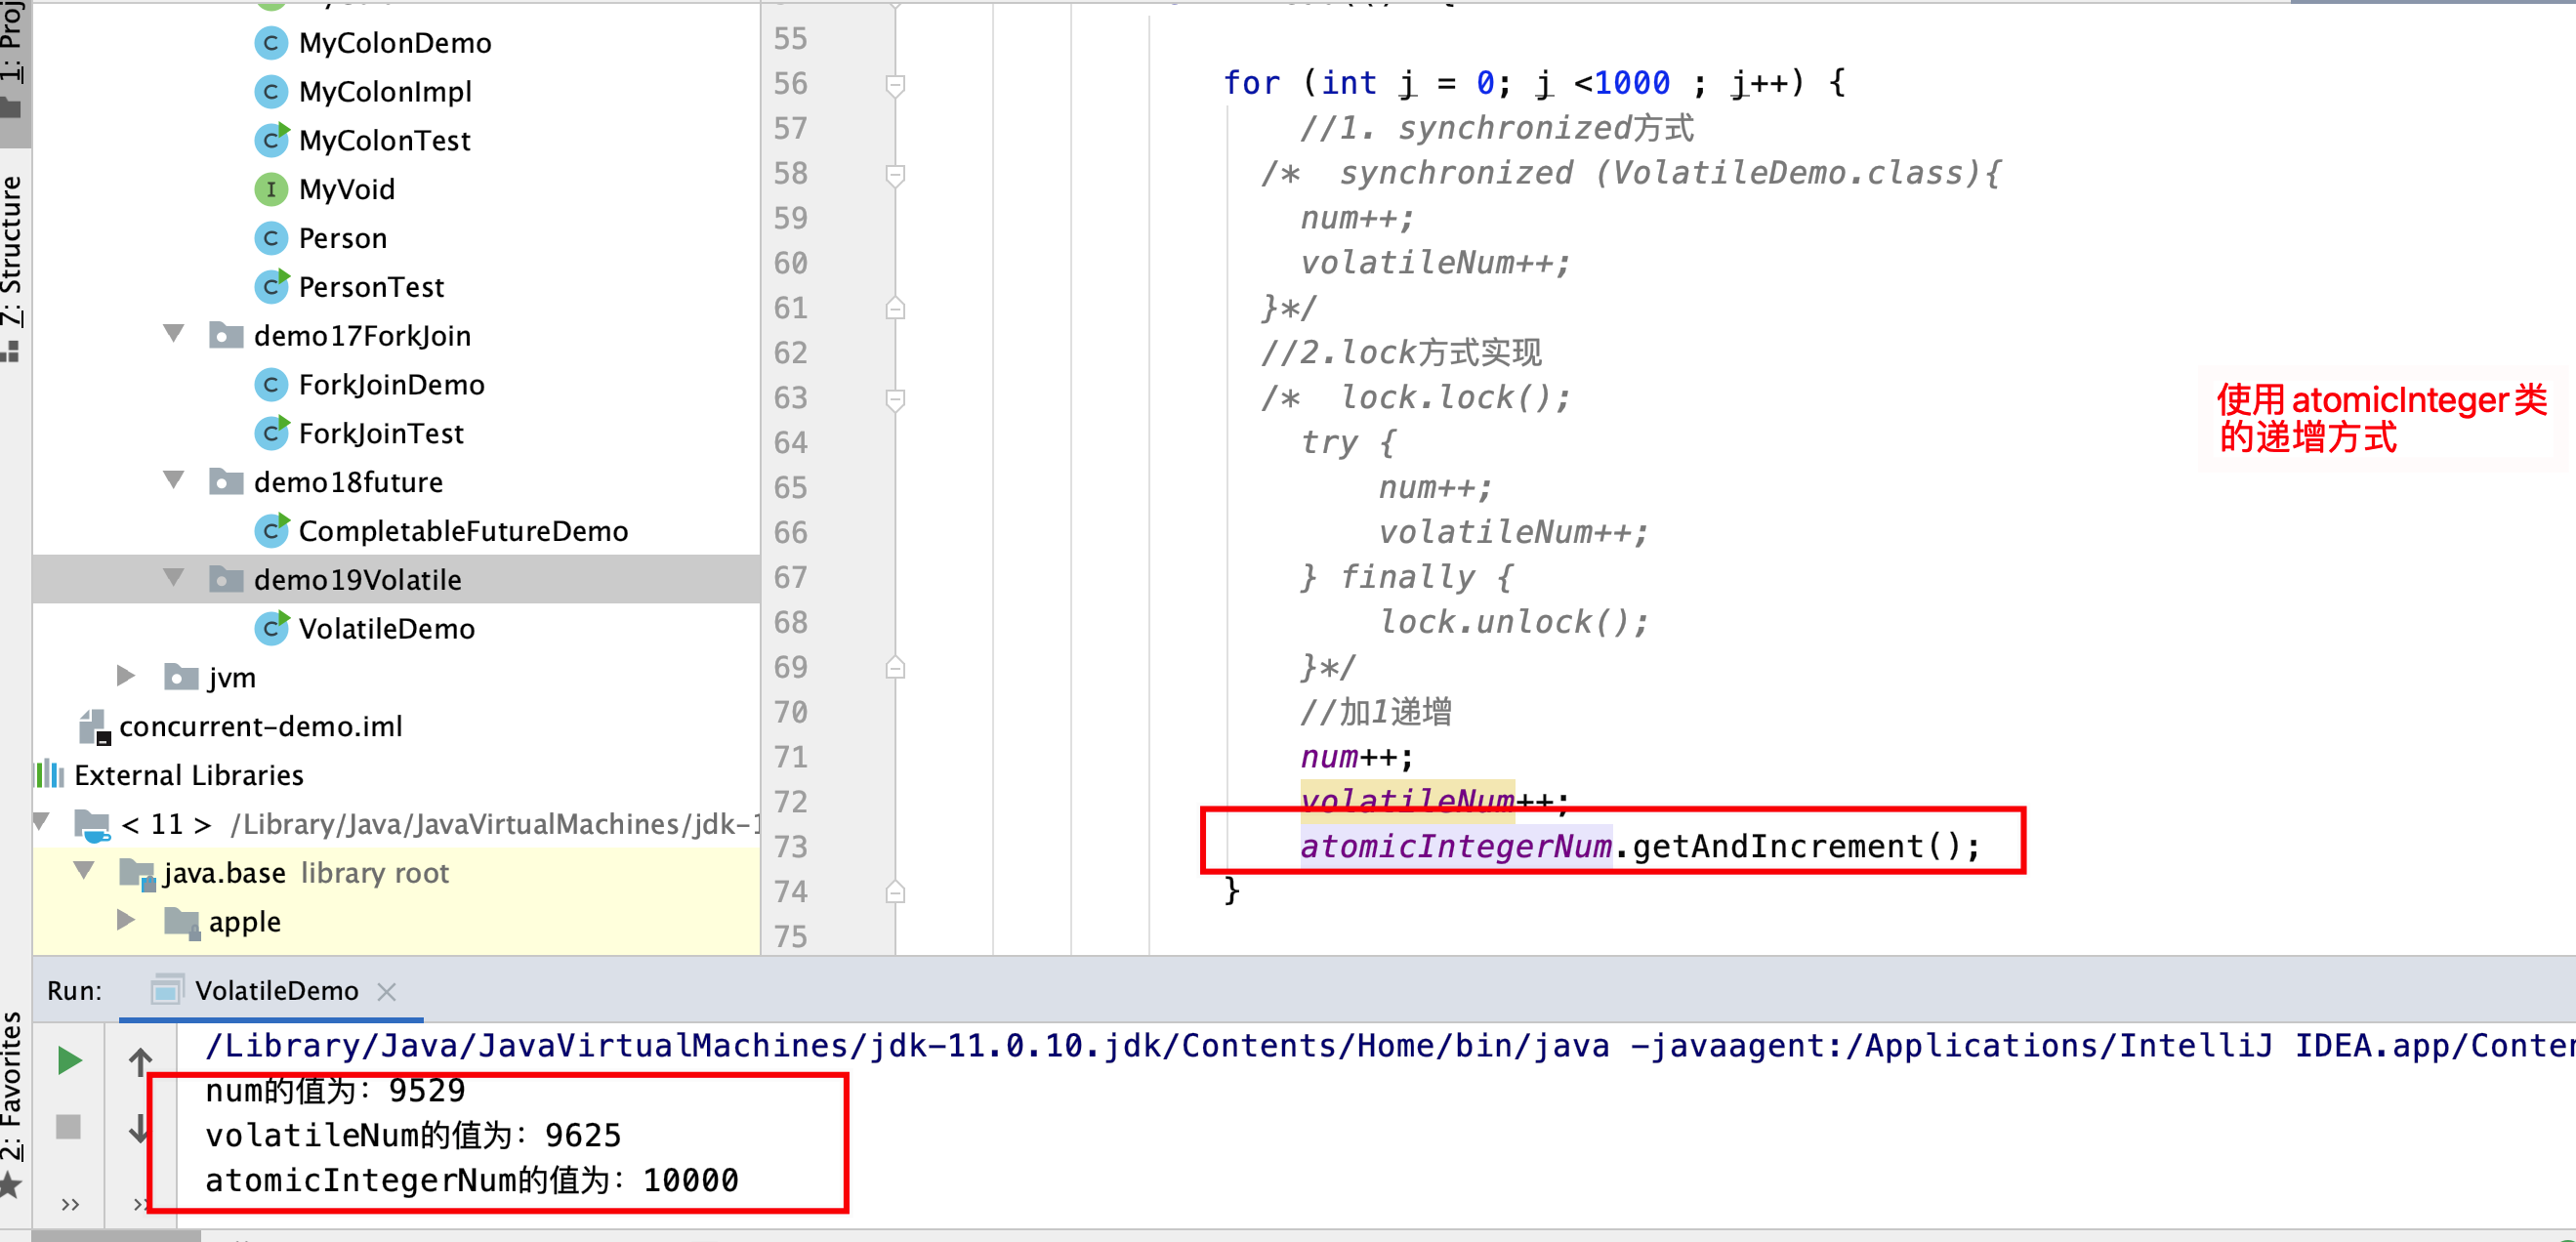 1: Proj
7: Structure
2: Favorites
MyColonDemo
MyColonImpl
MyColonTest
MyVoid
Person
PersonTest
demo17ForkJoin
ForkJoinDemo
ForkJoinTest
demo18future
CompletableFutureDemo
demo19Volatile
VolatileDemo
jvm
concurrent-demo.iml
External Libraries
< 11 > /Library/Java/JavaVirtualMachines/jdk-1
java.base library root
apple
55
56 for (int j = 0; j <1000 ; j++) {
57 //1. synchronized方式
58 /* synchronized (VolatileDemo.class){
59 num++;
60 volatileNum++;
61 }*/
62 //2.lock方式实现
63 /* lock.lock();
64 try {
65 num++;
66 volatileNum++;
67 } finally {
68 lock.unlock();
69 }*/
70 //加1递增
71 num++;
72 volatileNum++;
73 atomicIntegerNum.getAndIncrement();
74 }
75
使用atomicInteger类
的递增方式
Run: VolatileDemo
/Library/Java/JavaVirtualMachines/jdk-11.0.10.jdk/Contents/Home/bin/java -javaagent:/Applications/IntelliJ IDEA.app/Conten
num的值为：9529
volatileNum的值为：9625
atomicIntegerNum的值为：10000